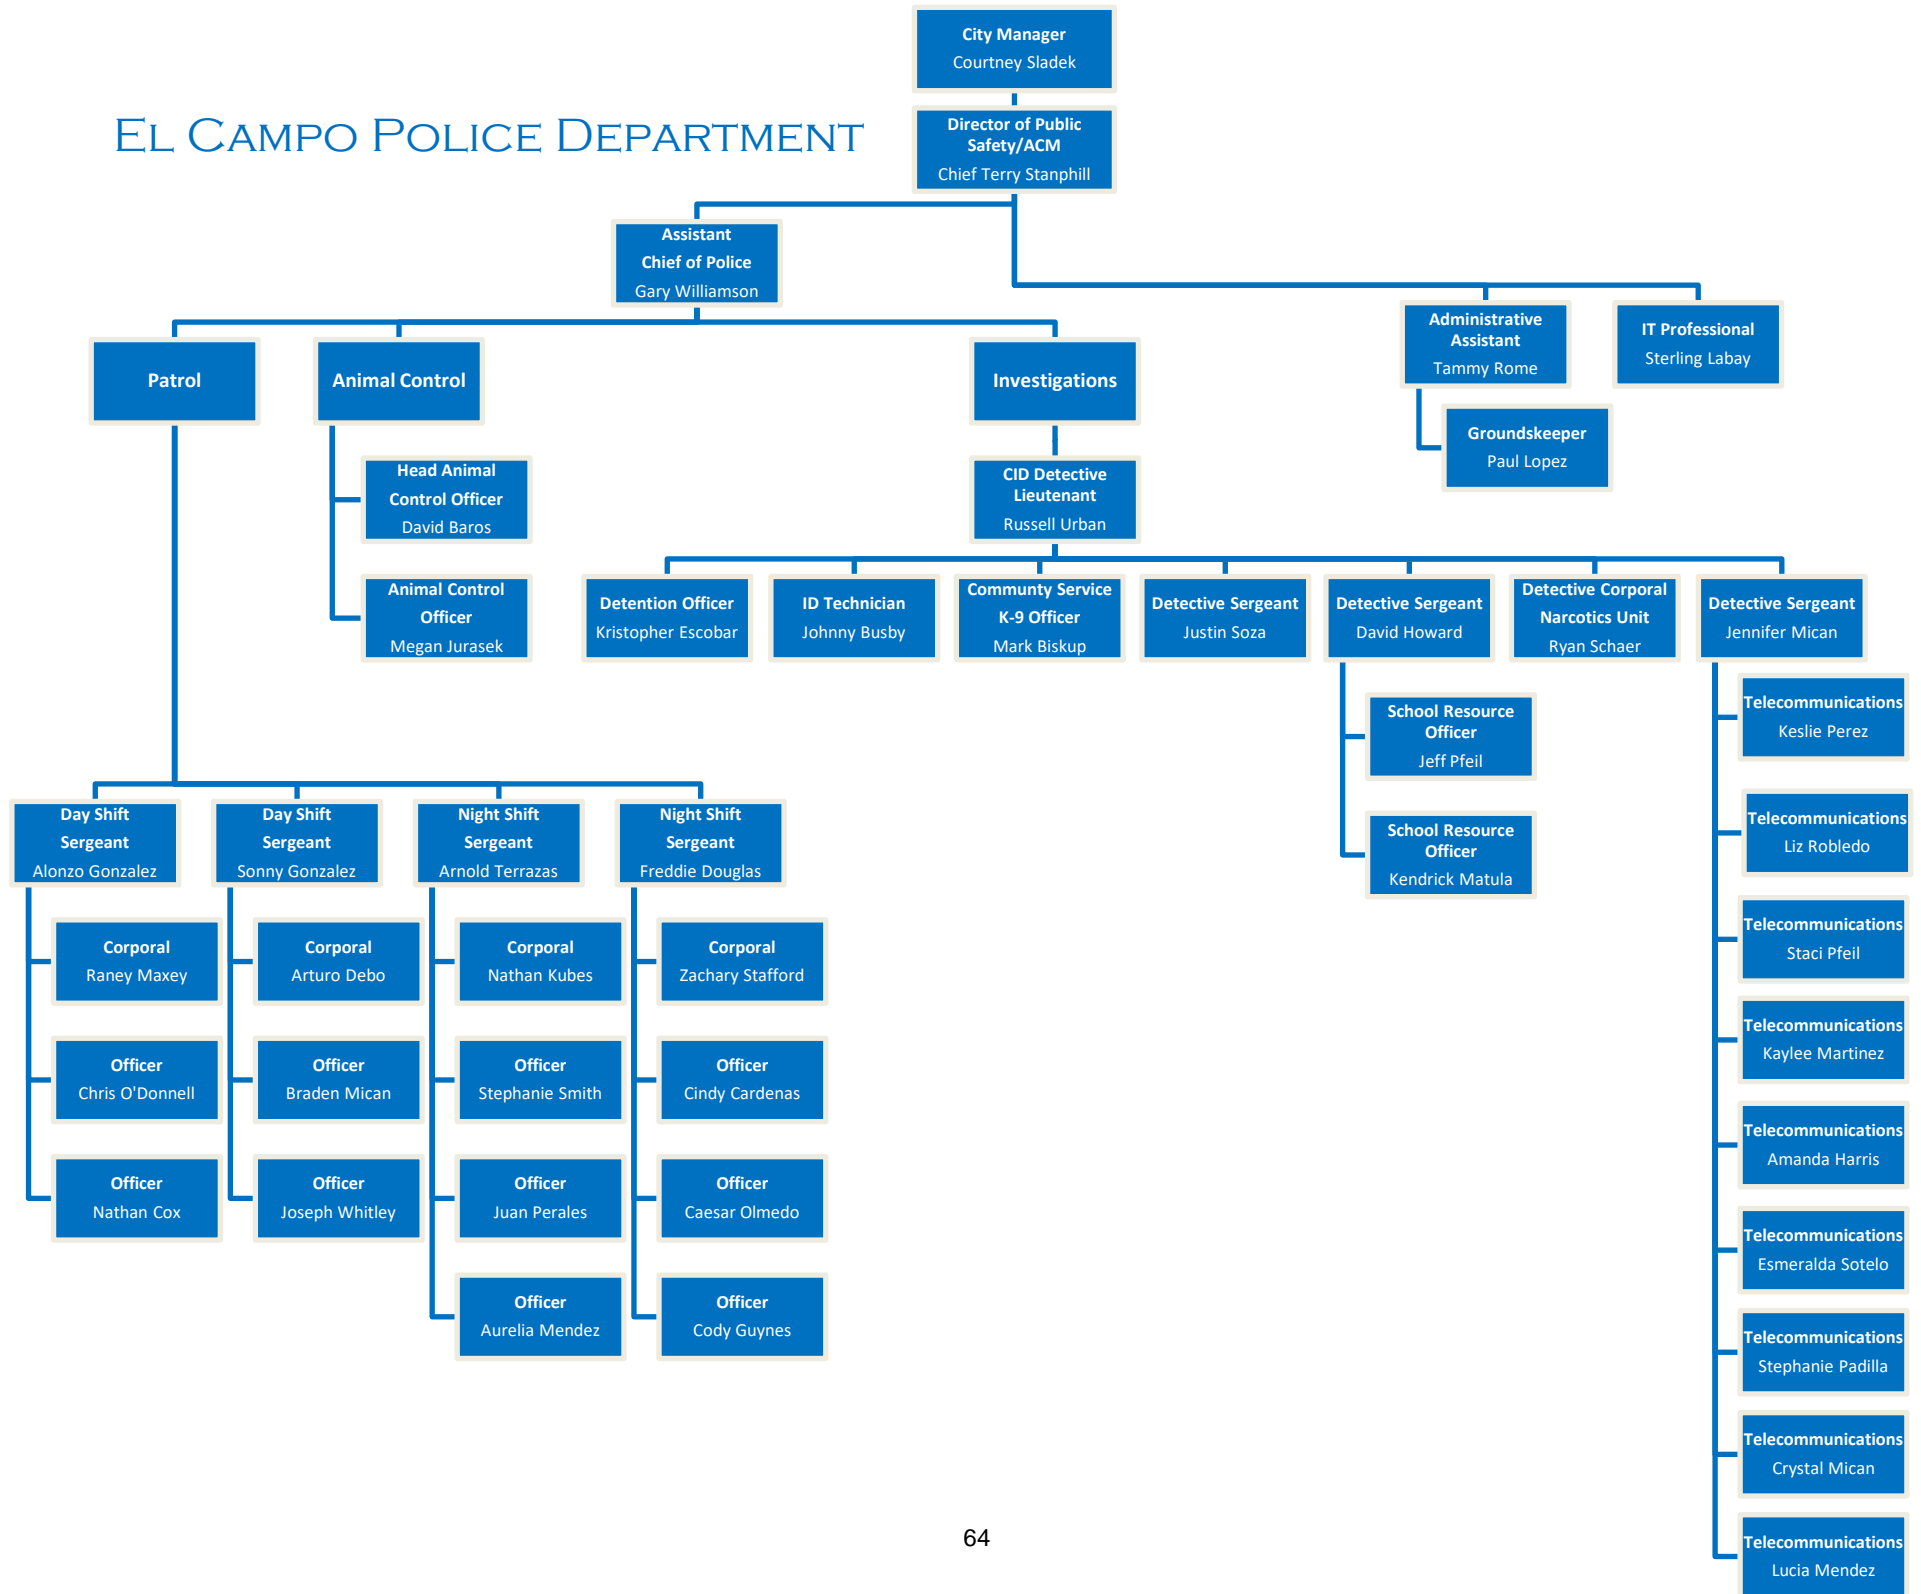 City Manager
Courtney Sladek
EL CAMPO POLICE DEPARTMENT
Director of Public
Safety/ACM
Chief Terry Stanphill
Assistant
Chief of Police
Gary Williamson
Administrative
Assistant
Tammy Rome
IT Professional
Sterling Labay
Groundskeeper
Paul Lopez
Patrol
Animal Control
Investigations
Head Animal
Control Officer
David Baros
Animal Control
Officer
Megan Jurasek
CID Detective
Lieutenant
Russell Urban
Detention Officer
Kristopher Escobar
ID Technician
Johnny Busby
Communty Service
K-9 Officer
Mark Biskup
Detective Sergeant
Justin Soza
Detective Sergeant
David Howard
Detective Corporal
Narcotics Unit
Ryan Schaer
Detective Sergeant
Jennifer Mican
School Resource
Officer
Jeff Pfeil
School Resource
Officer
Kendrick Matula
Telecommunications
Keslie Perez
Telecommunications
Liz Robledo
Telecommunications
Staci Pfeil
Telecommunications
Kaylee Martinez
Telecommunications
Amanda Harris
Telecommunications
Esmeralda Sotelo
Telecommunications
Stephanie Padilla
Telecommunications
Crystal Mican
Telecommunications
Lucia Mendez
Day Shift
Sergeant
Alonzo Gonzalez
Corporal
Raney Maxey
Officer
Chris O'Donnell
Officer
Nathan Cox
Day Shift
Sergeant
Sonny Gonzalez
Corporal
Arturo Debo
Officer
Braden Mican
Officer
Joseph Whitley
Night Shift
Sergeant
Arnold Terrazas
Corporal
Nathan Kubes
Officer
Stephanie Smith
Officer
Juan Perales
Officer
Aurelia Mendez
Night Shift
Sergeant
Freddie Douglas
Corporal
Zachary Stafford
Officer
Cindy Cardenas
Officer
Caesar Olmedo
Officer
Cody Guynes
64